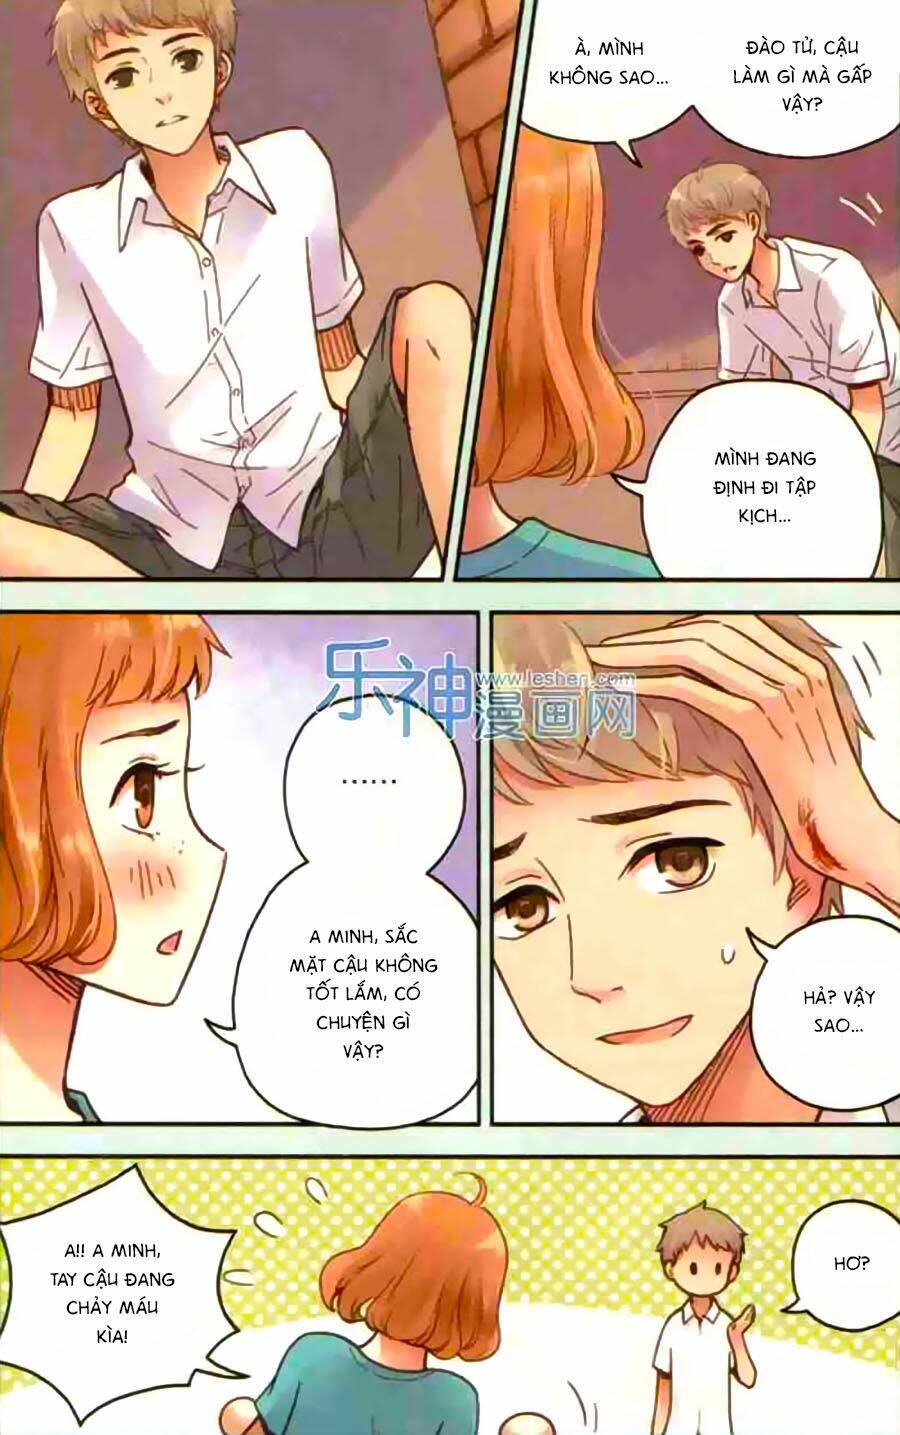 À, MÌNH
KHÔNG SAO...
ĐÀO TỬ, CẬU
LÀM GÌ MÀ GẤP
VẬY?
MÌNH ĐANG
ĐỊNH ĐI TẬP
KỊCH...
乐神漫画网
www.leshen.com
......
A MINH, SẮC
MẶT CẬU KHÔNG
TỐT LẮM, CÓ
CHUYỆN GÌ
VẬY?
HẢ? VẬY
SAO...
A!! A MINH,
TAY CẬU ĐANG
CHẢY MÁU
KÌA!
HƠ?